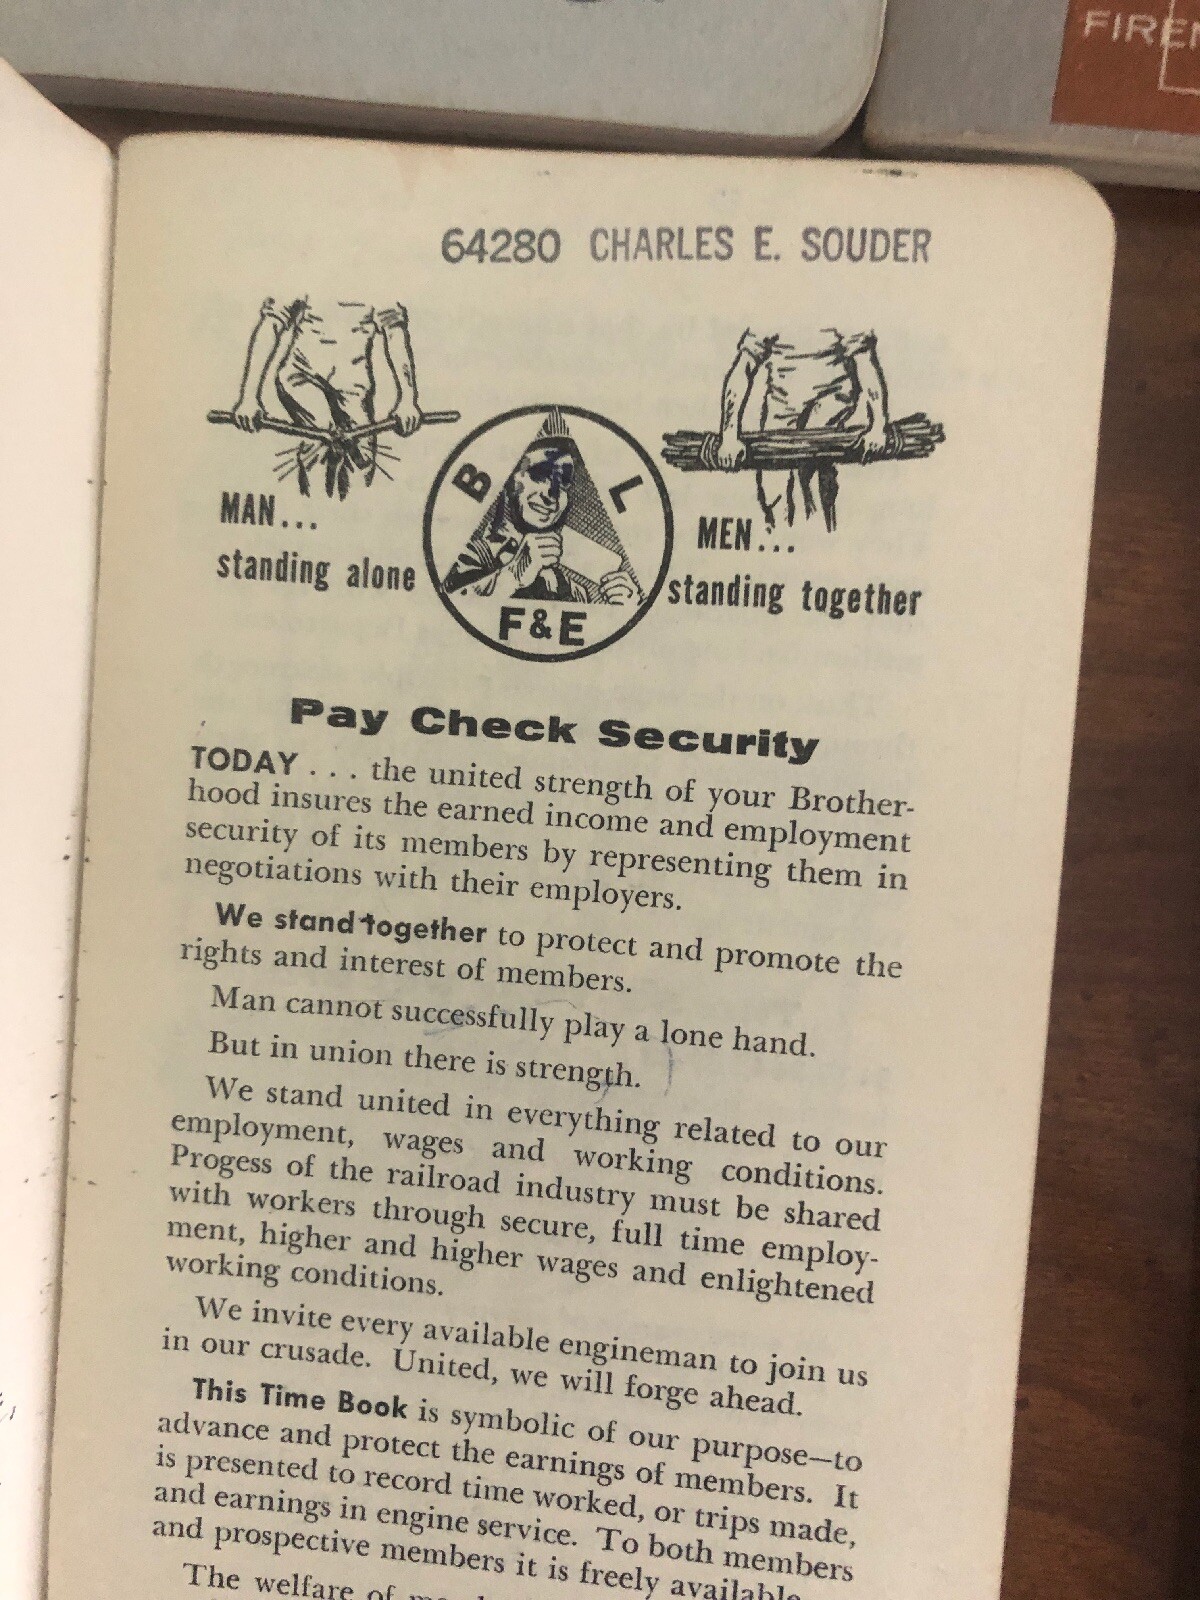 FIREN
64280 CHARLES E. SOUDER
MAN...
standing alone
B L
F&E
MEN...
standing together
Pay Check Security
TODAY . . . the united strength of your Brother-
hood insures the earned income and employment
security of its members by representing them in
negotiations with their employers.
We stand together to protect and promote the
rights and interest of members.
Man cannot successfully play a lone hand.
But in union there is strength.
We stand united in everything related to our
employment, wages and working conditions.
Progess of the railroad industry must be shared
with workers through secure, full time employ-
ment, higher and higher wages and enlightened
working conditions.
We invite every available engineman to join us
in our crusade. United, we will forge ahead.
This Time Book is symbolic of our purpose—to
advance and protect the earnings of members. It
is presented to record time worked, or trips made,
and earnings in engine service. To both members
and prospective members it is freely available
The welfare of